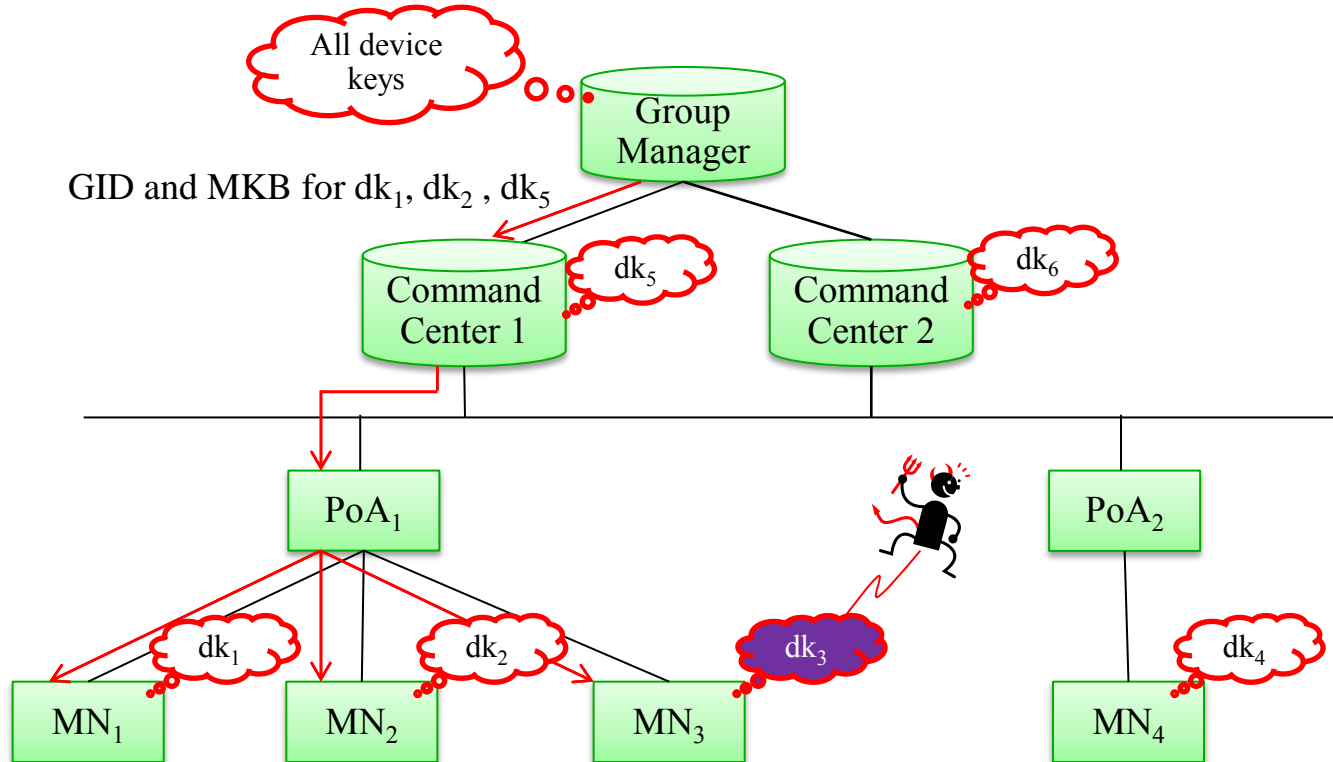 All device
keys
Group
Manager
GID and MKB for dk₁, dk₂ , dk₅
Command
Center 1
dk₅
Command
Center 2
dk₆
PoA₁
PoA₂
dk₁
dk₂
dk₃
dk₄
MN₁
MN₂
MN₃
MN₄